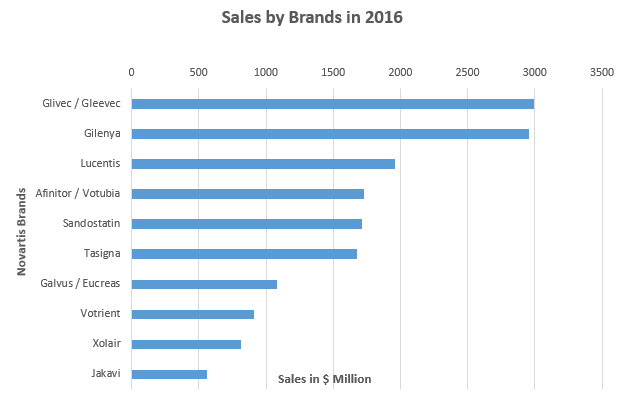 Sales by Brands in 2016
0 500 1000 1500 2000 2500 3000 3500
Glivec / Gleevec
Gilenya
Lucentis
Afinitor / Votubia
Sandostatin
Tasigna
Galvus / Eucreas
Votrient
Xolair
Jakavi
Novartis Brands
Sales in $ Million